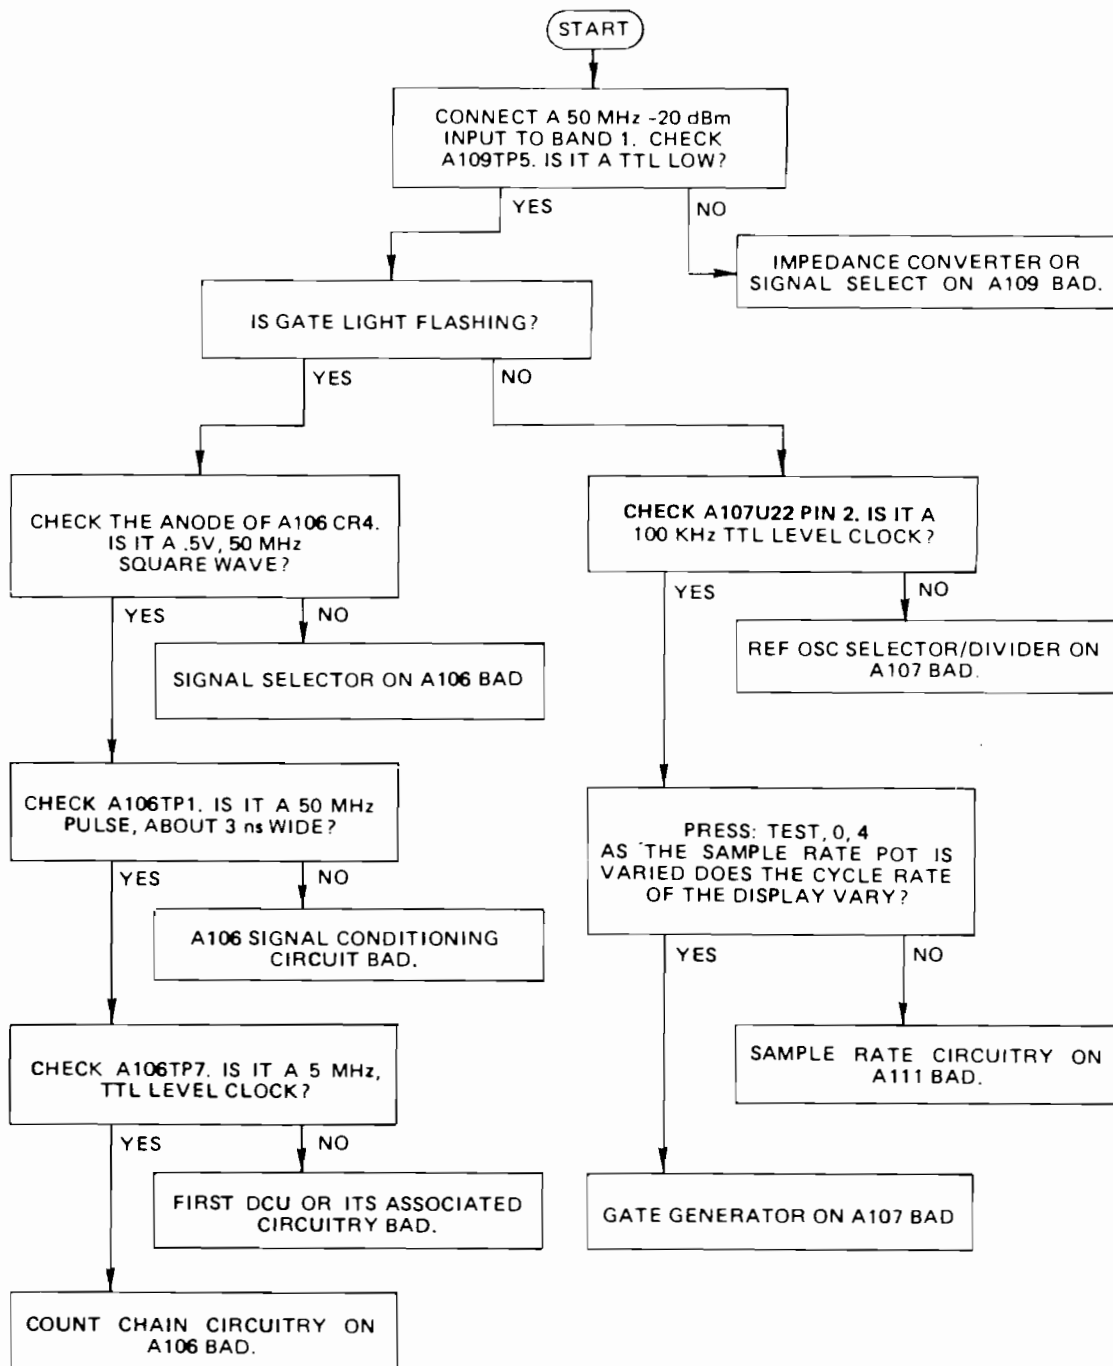 START
CONNECT A 50 MHz -20 dBm
INPUT TO BAND 1. CHECK
A109TP5. IS IT A TTL LOW?
YES
NO
IMPEDANCE CONVERTER OR
SIGNAL SELECT ON A109 BAD.
IS GATE LIGHT FLASHING?
YES
NO
CHECK THE ANODE OF A106 CR4.
IS IT A .5V, 50 MHz
SQUARE WAVE?
YES
NO
SIGNAL SELECTOR ON A106 BAD
CHECK A106TP1. IS IT A 50 MHz
PULSE, ABOUT 3 ns WIDE?
YES
NO
A106 SIGNAL CONDITIONING
CIRCUIT BAD.
CHECK A106TP7. IS IT A 5 MHz,
TTL LEVEL CLOCK?
YES
NO
FIRST DCU OR ITS ASSOCIATED
CIRCUITRY BAD.
COUNT CHAIN CIRCUITRY ON
A106 BAD.
CHECK A107U22 PIN 2. IS IT A
100 KHz TTL LEVEL CLOCK?
YES
NO
REF OSC SELECTOR/DIVIDER ON
A107 BAD.
PRESS: TEST, 0, 4
AS THE SAMPLE RATE POT IS
VARIED DOES THE CYCLE RATE
OF THE DISPLAY VARY?
YES
NO
SAMPLE RATE CIRCUITRY ON
A111 BAD.
GATE GENERATOR ON A107 BAD